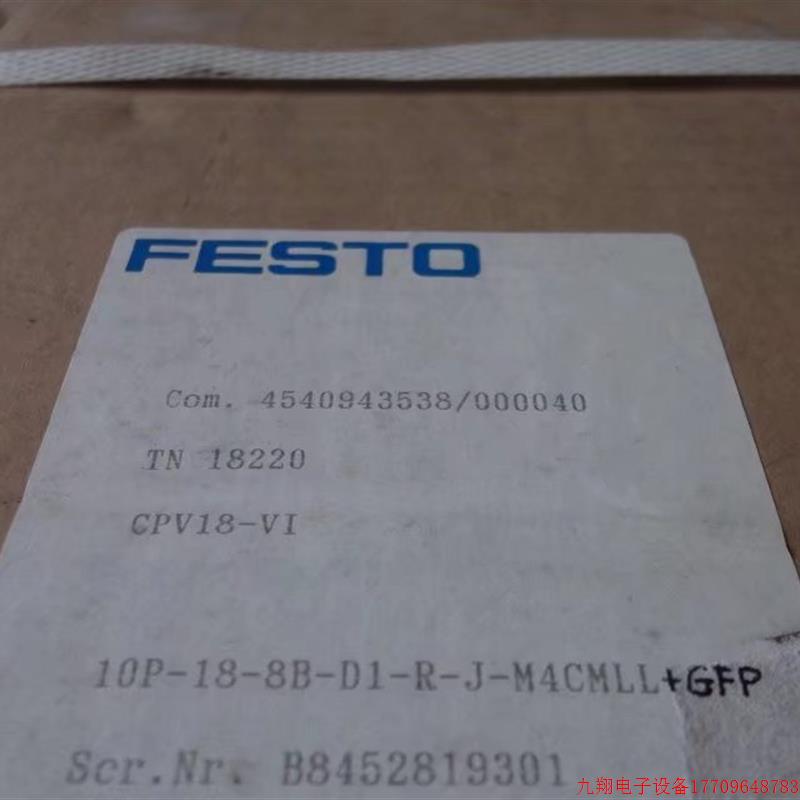 FESTO
Com. 4540943538/000040
TN 18220
CPV18-VI
10P-18-8B-D1-R-J-M4CMLL+GFP
Scr.Nr. B8452819301
九翔电子设备17709648783